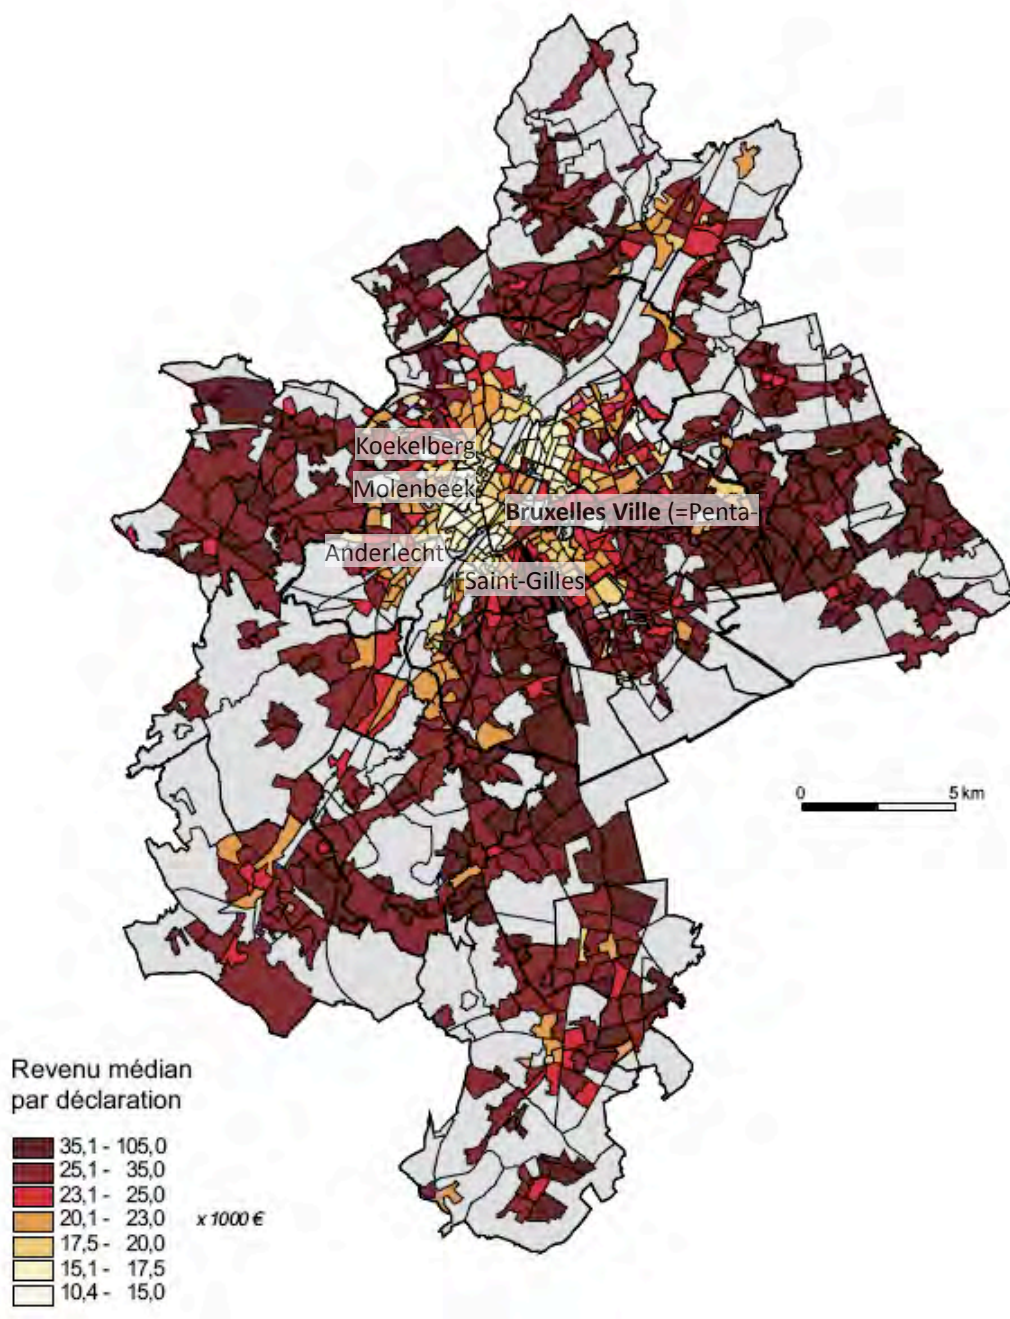 Koekelberg
Molenbeek
Bruxelles Ville (=Penta-
Anderlecht
Saint-Gilles
0 5 km
Revenu médian
par déclaration
35,1 - 105,0
25,1 - 35,0
23,1 - 25,0
20,1 - 23,0 x 1000 €
17,5 - 20,0
15,1 - 17,5
10,4 - 15,0